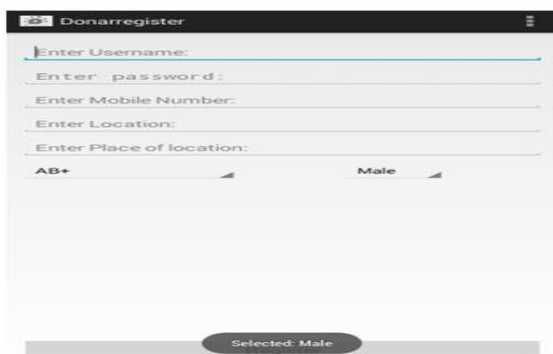 Donarregister
Enter Username:
Enter password:
Enter Mobile Number:
Enter Location:
Enter Place of location:
AB+ Male
Selected: Male